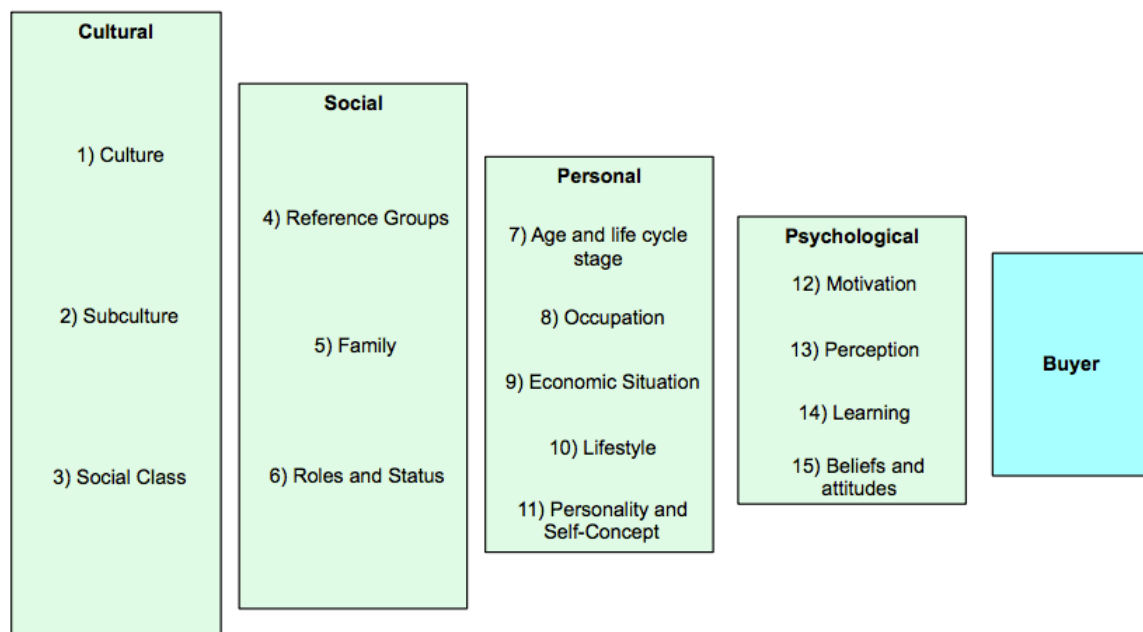 Cultural
1) Culture
2) Subculture
3) Social Class
Social
4) Reference Groups
5) Family
6) Roles and Status
Personal
7) Age and life cycle
stage
8) Occupation
9) Economic Situation
10) Lifestyle
11) Personality and
Self-Concept
Psychological
12) Motivation
13) Perception
14) Learning
15) Beliefs and
attitudes
Buyer